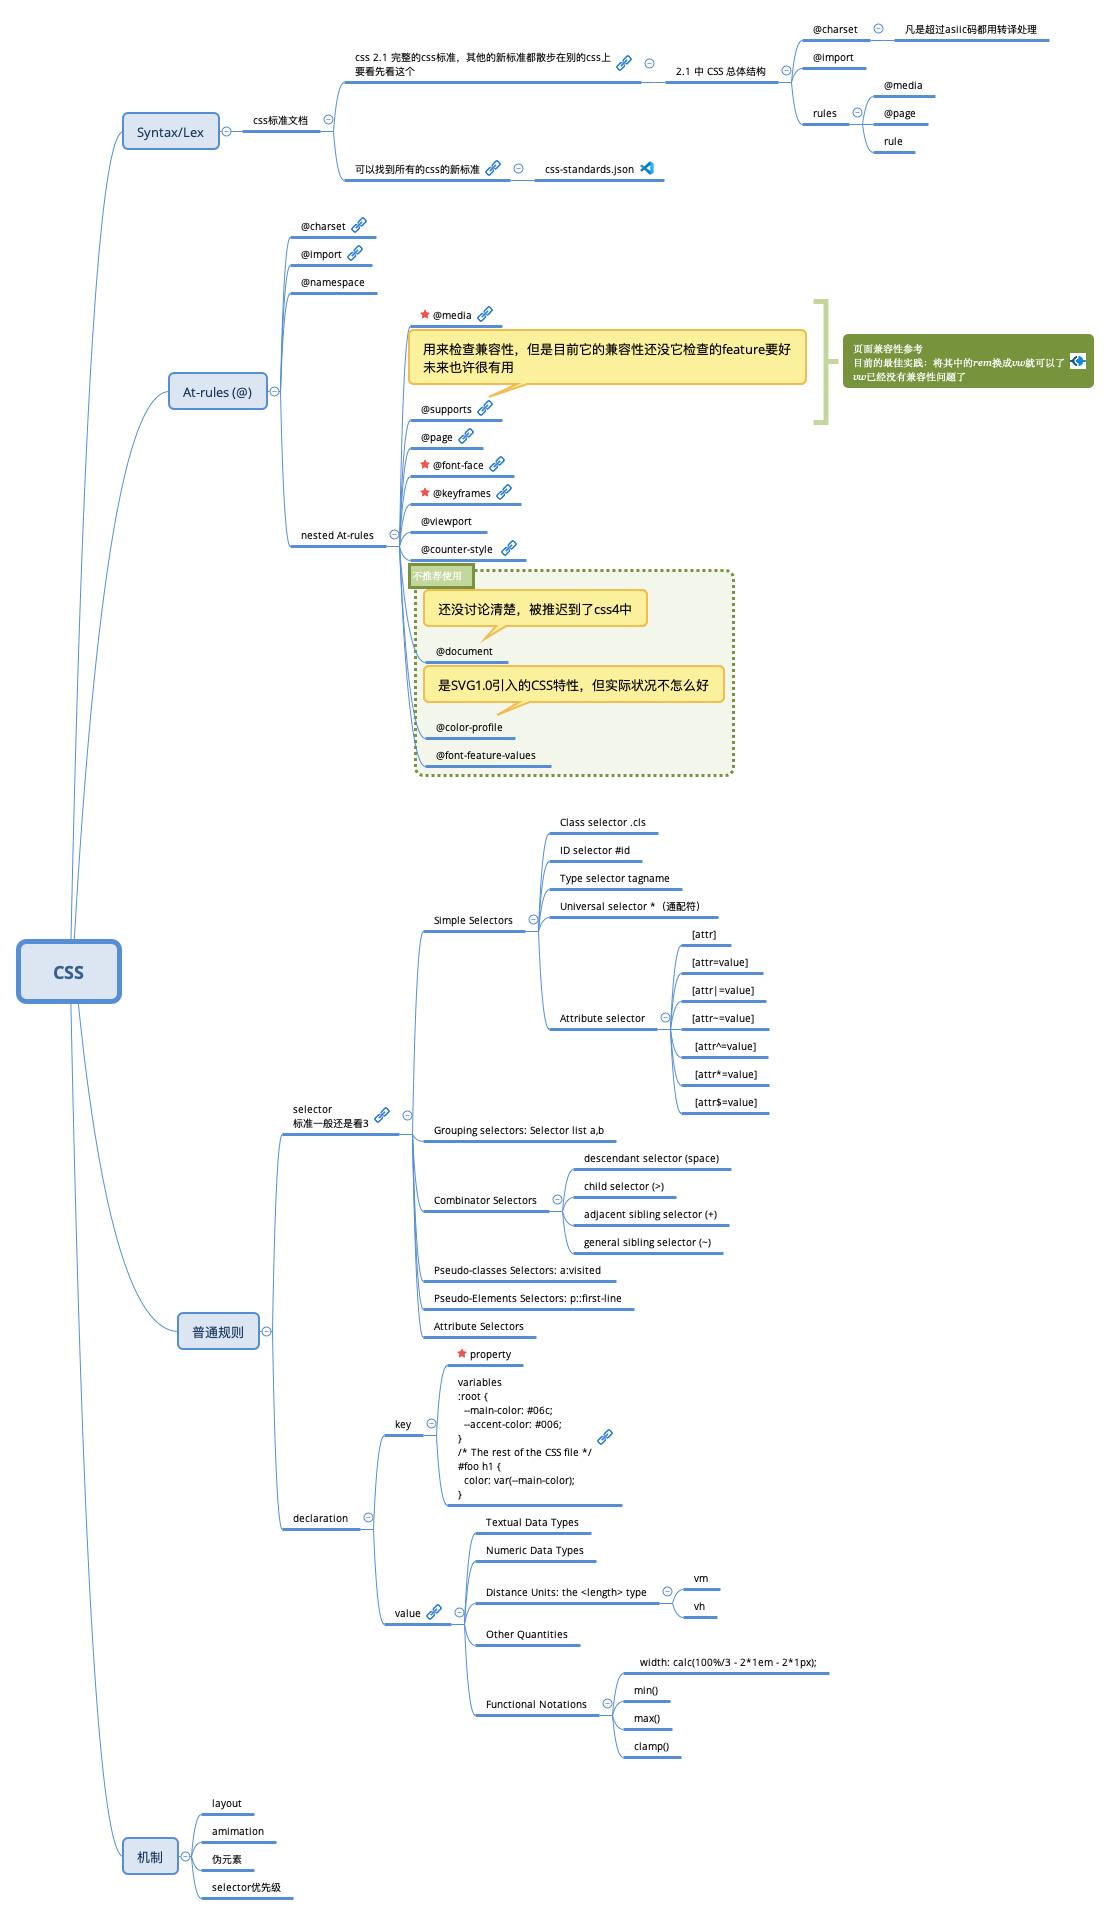 CSS
Syntax/Lex
css标准文档
css 2.1 完整的css标准，其他的新标准都散步在别的css上
要看先看这个
2.1 中 CSS 总体结构
@charset
凡是超过asiic码都用转译处理
@import
rules
@media
@page
rule
可以找到所有的css的新标准
css-standards.json
At-rules (@)
@charset
@import
@namespace
nested At-rules
@media
用来检查兼容性，但是目前它的兼容性还没它检查的feature要好
未来也许很有用
@supports
页面兼容性参考
目前的最佳实践：将其中的rem换成vw就可以了
vw已经没有兼容性问题了
@page
@font-face
@keyframes
@viewport
@counter-style
不推荐使用
还没讨论清楚，被推迟到了css4中
@document
是SVG1.0引入的CSS特性，但实际状况不怎么好
@color-profile
@font-feature-values
普通规则
selector
标准一般还是看3
Simple Selectors
Class selector .cls
ID selector #id
Type selector tagname
Universal selector *（通配符）
Attribute selector
[attr]
[attr=value]
[attr|=value]
[attr~=value]
[attr^=value]
[attr*=value]
[attr$=value]
Grouping selectors: Selector list a,b
Combinator Selectors
descendant selector (space)
child selector (>)
adjacent sibling selector (+)
general sibling selector (~)
Pseudo-classes Selectors: a:visited
Pseudo-Elements Selectors: p::first-line
Attribute Selectors
declaration
key
property
variables
:root {
--main-color: #06c;
--accent-color: #006;
}
/* The rest of the CSS file */
#foo h1 {
color: var(--main-color);
}
value
Textual Data Types
Numeric Data Types
Distance Units: the <length> type
vm
vh
Other Quantities
Functional Notations
width: calc(100%/3 - 2*1em - 2*1px);
min()
max()
clamp()
机制
layout
amimation
伪元素
selector优先级